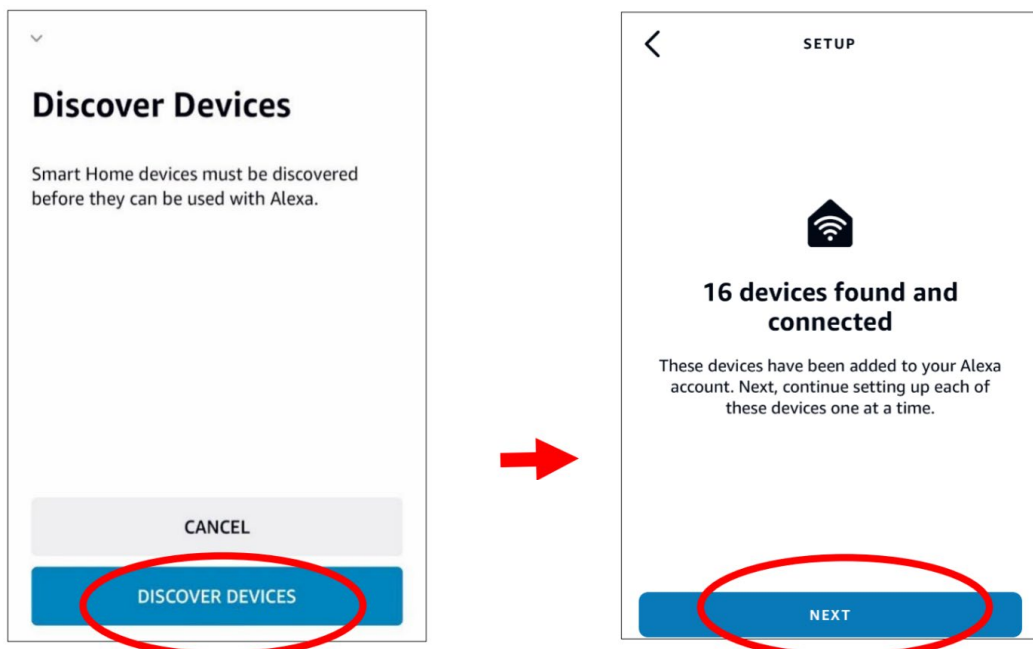 Discover Devices
Smart Home devices must be discovered
before they can be used with Alexa.
CANCEL
DISCOVER DEVICES
SETUP
16 devices found and
connected
These devices have been added to your Alexa
account. Next, continue setting up each of
these devices one at a time.
NEXT